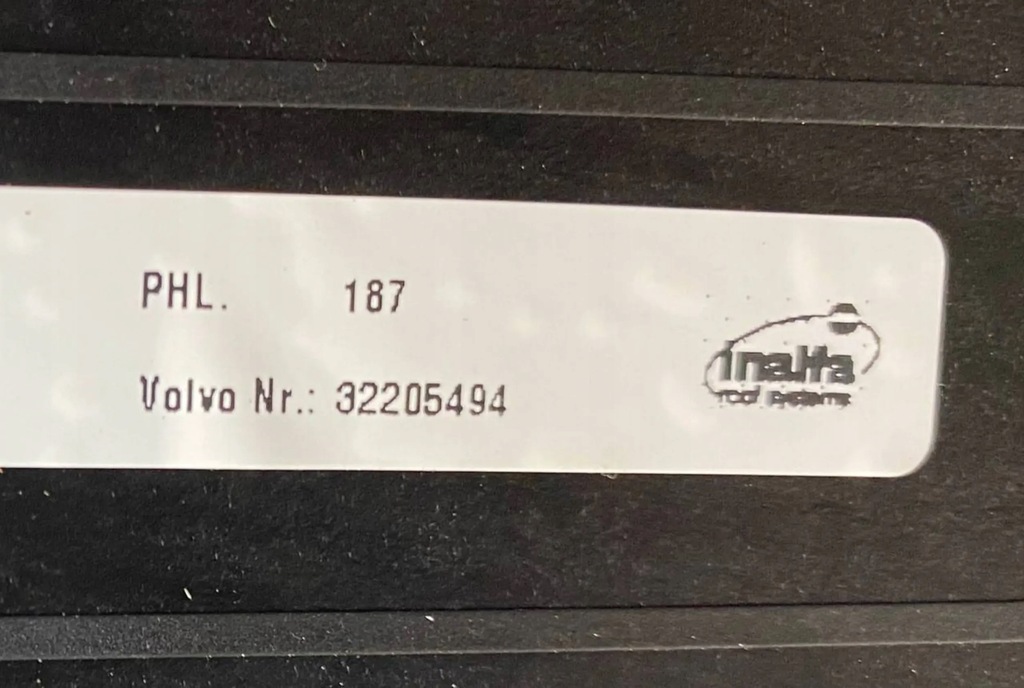 PHL. 187
Volvo Nr.: 32205494
inalfa
roof systems